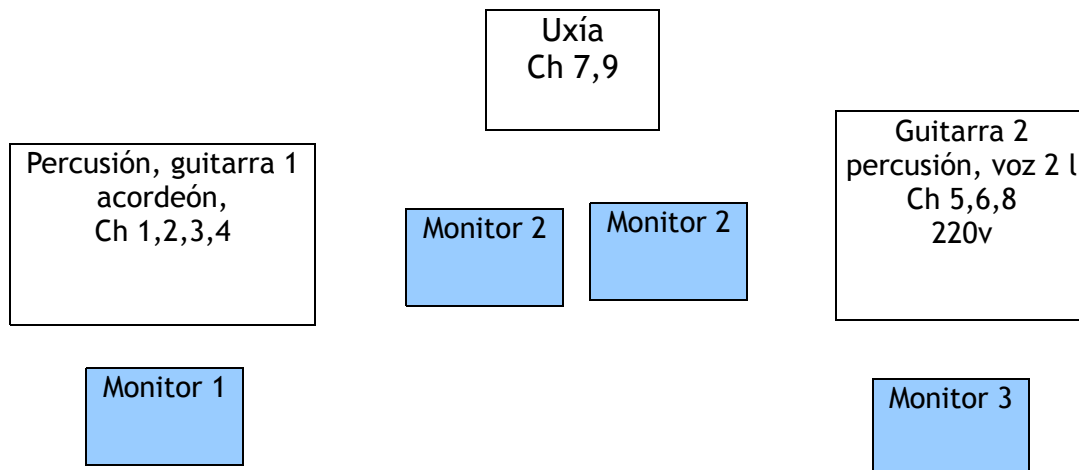 Uxía
Ch 7,9
Percusión, guitarra 1
acordeón,
Ch 1,2,3,4
Monitor 2
Monitor 2
Guitarra 2
percusión, voz 2 l
Ch 5,6,8
220v
Monitor 1
Monitor 3